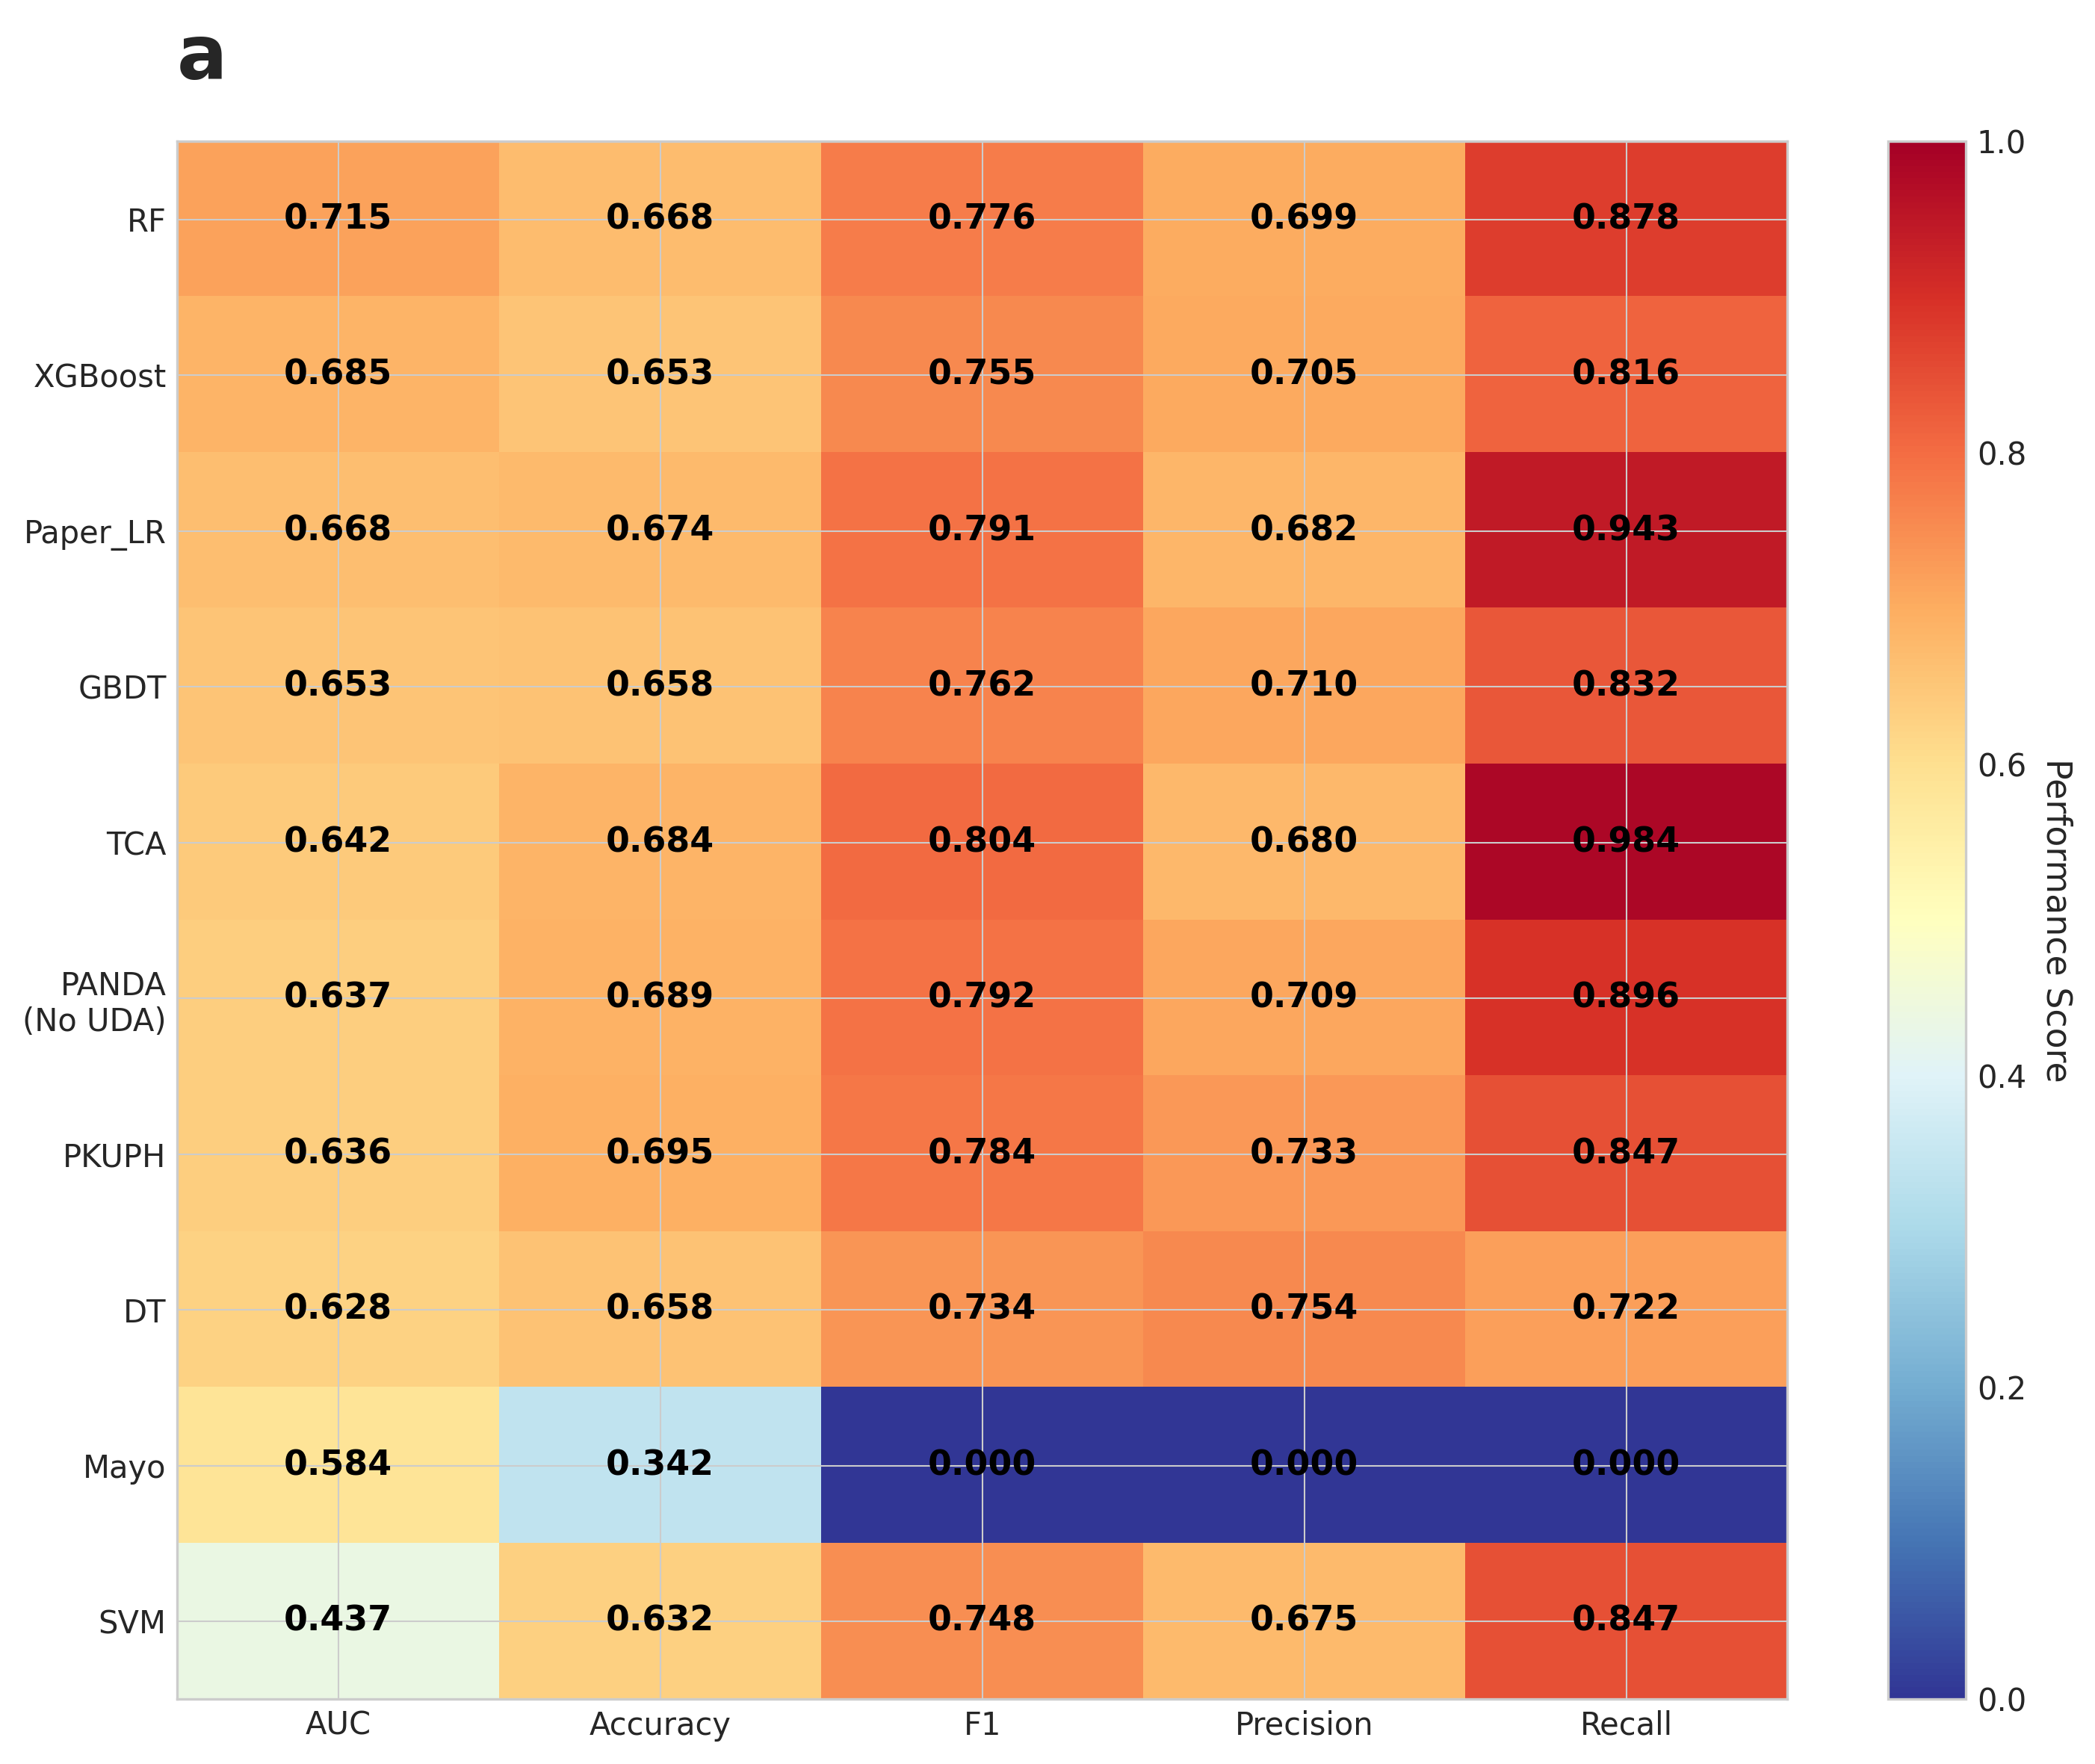 a
RF 0.715 0.668 0.776 0.699 0.878
XGBoost 0.685 0.653 0.755 0.705 0.816
Paper_LR 0.668 0.674 0.791 0.682 0.943
GBDT 0.653 0.658 0.762 0.710 0.832
TCA 0.642 0.684 0.804 0.680 0.984
PANDA
(No UDA) 0.637 0.689 0.792 0.709 0.896
PKUPH 0.636 0.695 0.784 0.733 0.847
DT 0.628 0.658 0.734 0.754 0.722
Mayo 0.584 0.342 0.000 0.000 0.000
SVM 0.437 0.632 0.748 0.675 0.847
AUC Accuracy F1 Precision Recall
1.0
0.8
0.6
0.4
0.2
0.0
Performance Score